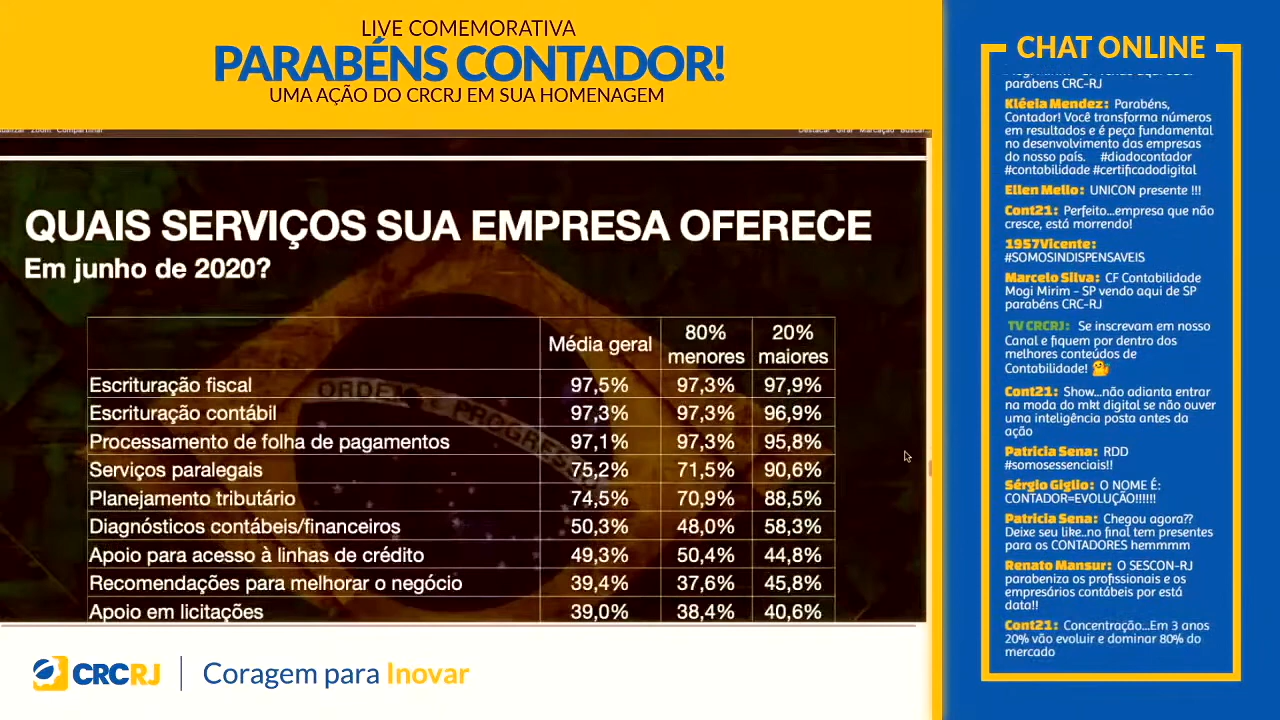 LIVE COMEMORATIVA
PARABÉNS CONTADOR!
UMA AÇÃO DO CRCRJ EM SUA HOMENAGEM
Zoom Compartilhar
Destacar Girar Marcação Buscar
QUAIS SERVIÇOS SUA EMPRESA OFERECE
Em junho de 2020?
Média geral 80% menores 20% maiores
Escrituração fiscal 97,5% 97,3% 97,9%
Escrituração contábil 97,3% 97,3% 96,9%
Processamento de folha de pagamentos 97,1% 97,3% 95,8%
Serviços paralegais 75,2% 71,5% 90,6%
Planejamento tributário 74,5% 70,9% 88,5%
Diagnósticos contábeis/financeiros 50,3% 48,0% 58,3%
Apoio para acesso à linhas de crédito 49,3% 50,4% 44,8%
Recomendações para melhorar o negócio 39,4% 37,6% 45,8%
Apoio em licitações 39,0% 38,4% 40,6%
ORDEM E PROGRESSO
CRCRJ
Coragem para Inovar
CHAT ONLINE
parabens CRC-RJ
Kléela Mendez: Parabéns,
Contador! Você transforma números
em resultados e é peça fundamental
no desenvolvimento das empresas
do nosso país. #diadocontador
#contabilidade #certificadodigital
Ellen Mello: UNICON presente !!!
Cont21: Perfeito...empresa que não
cresce, está morrendo!
1957Vicente:
#SOMOSINDISPENSAVEIS
Marcelo Silva: CF Contabilidade
Mogi Mirim - SP vendo aqui de SP
parabéns CRC-RJ
TV CRCRJ: Se inscrevam em nosso
Canal e fiquem por dentro dos
melhores conteúdos de
Contabilidade!
Cont21: Show...não adianta entrar
na moda do mkt digital se não ouver
uma inteligência posta antes da
ação
Patricia Sena: RDD
#somosessenciais!!
Sérgio Giglio: O NOME É:
CONTADOR=EVOLUÇÃO!!!!!!
Patricia Sena: Chegou agora??
Deixe seu like..no final tem presentes
para os CONTADORES hemmmm
Renato Mansur: O SESCON-RJ
parabeniza os profissionais e os
empresários contábeis por está
data!!
Cont21: Concentração...Em 3 anos
20% vão evoluir e dominar 80% do
mercado